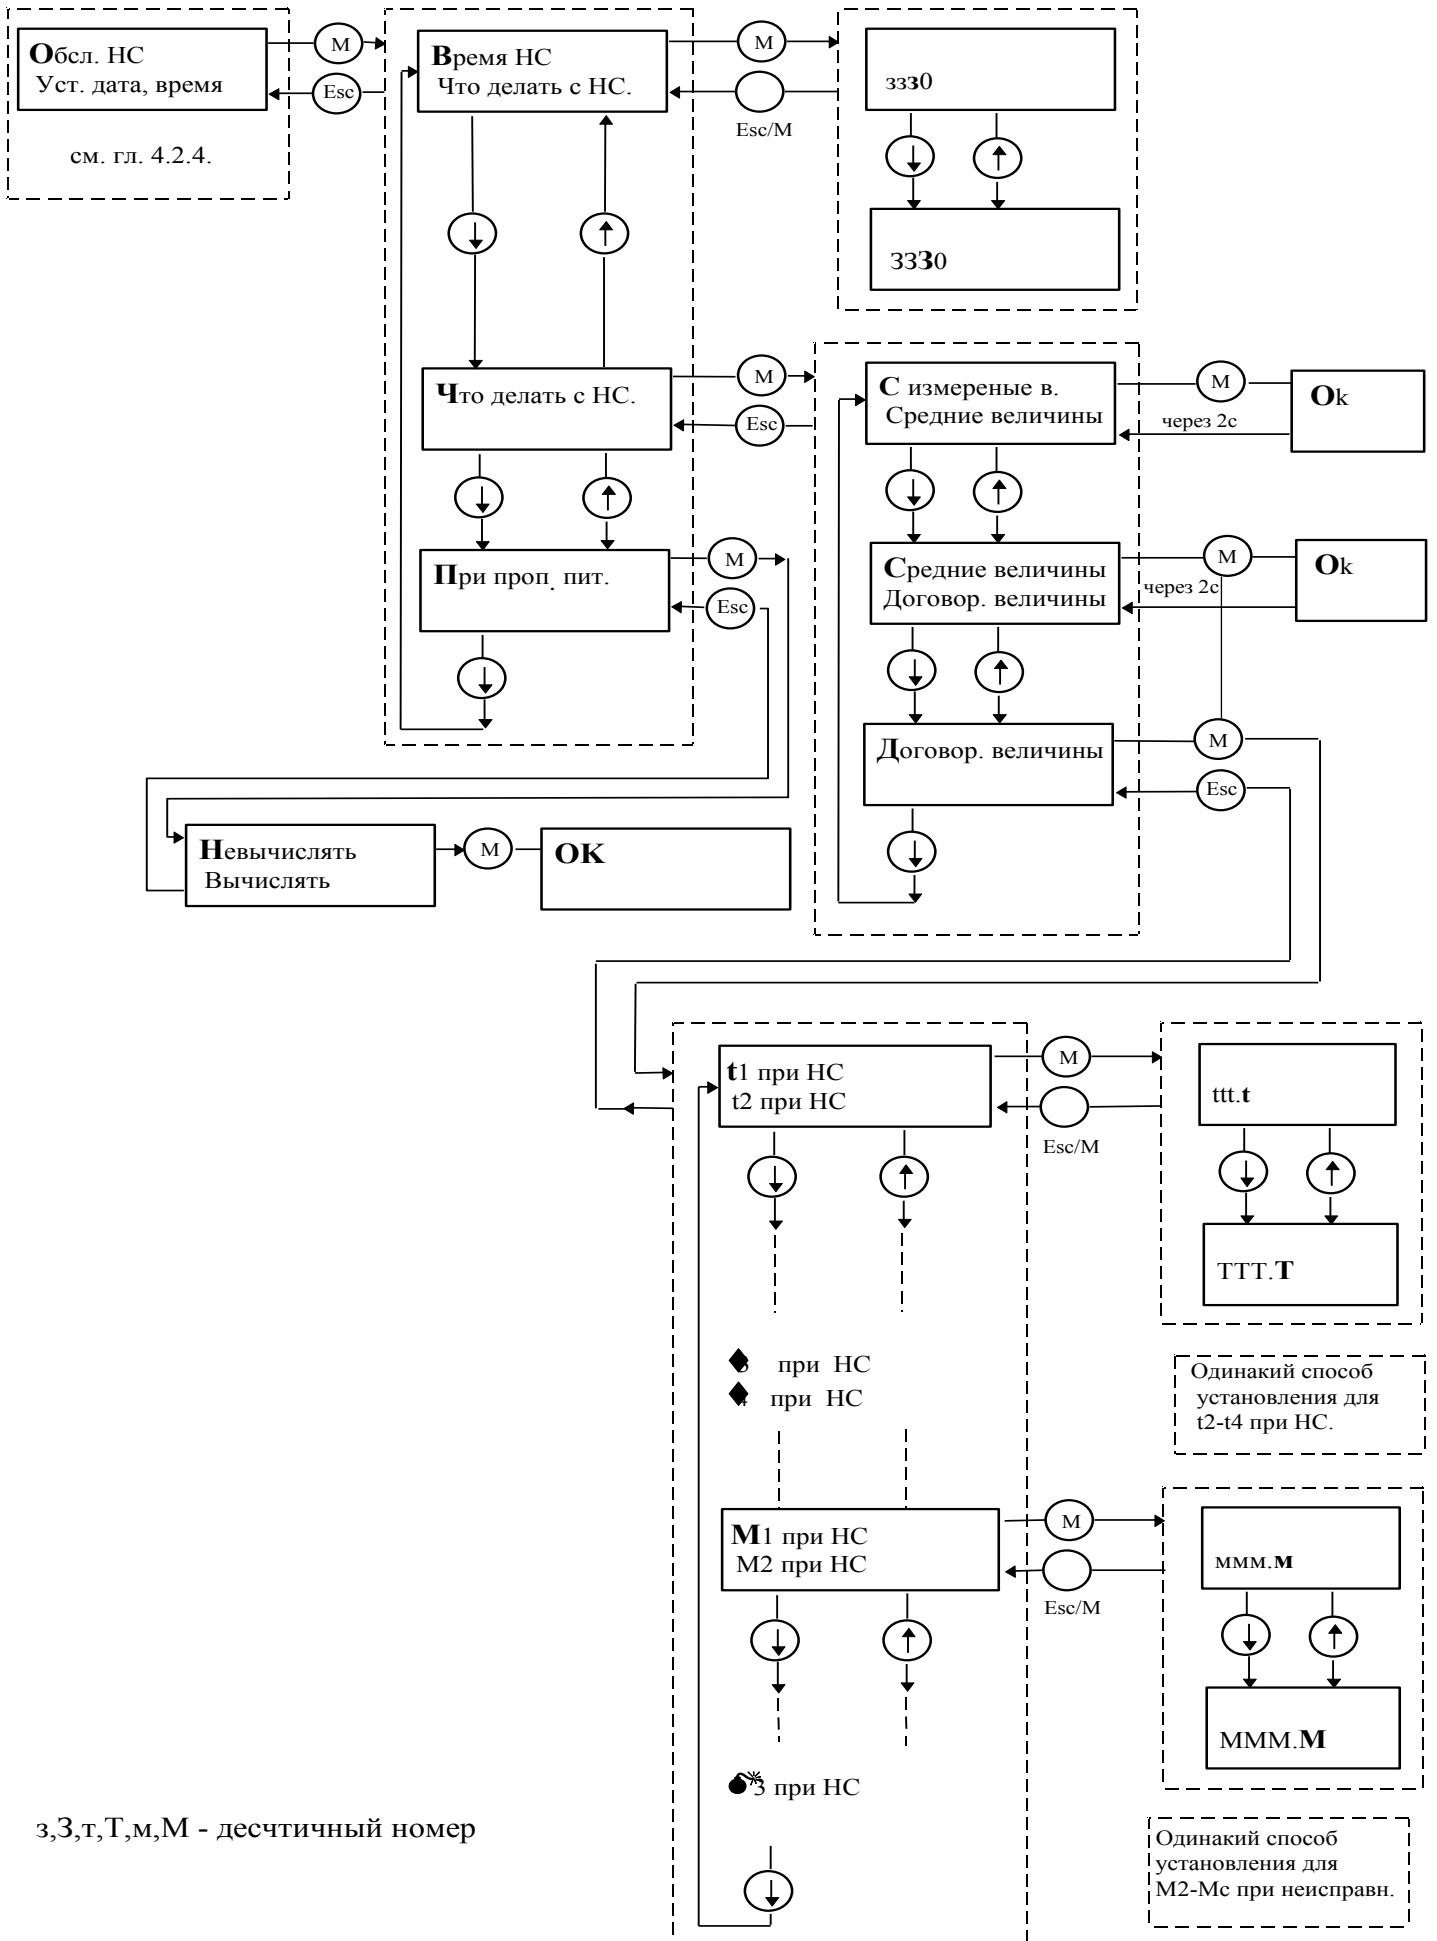 Обсл. НС
Уст. дата, время
М
Esc
см. гл. 4.2.4.
Время НС
Что делать с НС.
М
Esc/M
ззз0
ЗЗЗ0
Что делать с НС.
М
Esc
С измереные в.
Средние величины
М
через 2с
Ok
При проп. пит.
М
Esc
Средние величины
Договор. величины
М
через 2с
Ok
Договор. величины
М
Esc
Невычислять
Вычислять
М
OK
t1 при НС
t2 при НС
М
Esc/M
ttt.t
ТТТ.Т
3 при НС
4 при НС
Одинакий способ
установления для
t2-t4 при НС.
М1 при НС
М2 при НС
М
Esc/M
ммм.м
МММ.М
3 при НС
з,З,т,Т,м,М - десчтичный номер
Одинакий способ
установления для
М2-Мс при неисправн.